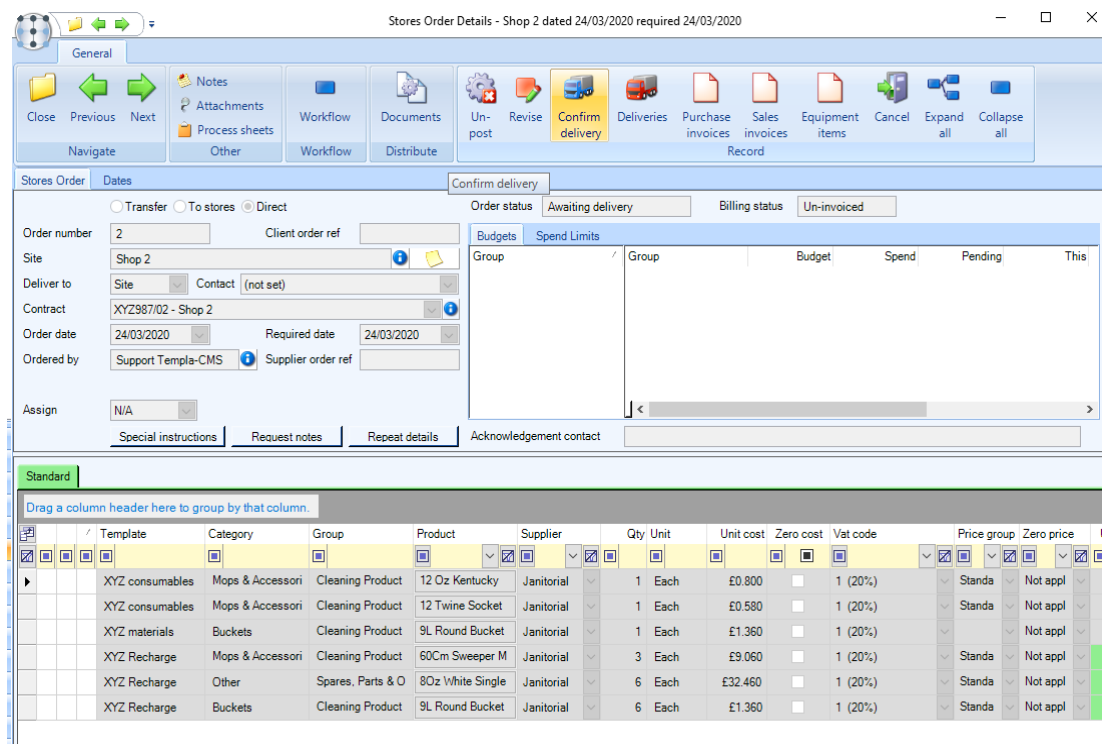 Stores Order Details - Shop 2 dated 24/03/2020 required 24/03/2020
General
Close Previous Next
Notes
Attachments
Process sheets
Workflow
Documents
Un-post Revise Confirm delivery Deliveries Purchase invoices Sales invoices Equipment items Cancel Expand all Collapse all
Navigate Other Workflow Distribute Record
Stores Order Dates
Confirm delivery
Transfer To stores Direct
Order status Awaiting delivery Billing status Un-invoiced
Order number 2 Client order ref
Budgets Spend Limits
Site Shop 2
Group Group Budget Spend Pending This
Deliver to Site Contact (not set)
Contract XYZ987/02 - Shop 2
Order date 24/03/2020 Required date 24/03/2020
Ordered by Support Templa-CMS Supplier order ref
Assign N/A
Special instructions Request notes Repeat details Acknowledgement contact
Standard
Drag a column header here to group by that column.
Template Category Group Product Supplier Qty Unit Unit cost Zero cost Vat code Price group Zero price
XYZ consumables Mops & Accessori Cleaning Product 12 Oz Kentucky Janitorial 1 Each £0.800 1 (20%) Standa Not appl
XYZ consumables Mops & Accessori Cleaning Product 12 Twine Socket Janitorial 1 Each £0.580 1 (20%) Standa Not appl
XYZ materials Buckets Cleaning Product 9L Round Bucket Janitorial 1 Each £1.360 1 (20%) Not appl
XYZ Recharge Mops & Accessori Cleaning Product 60Cm Sweeper M Janitorial 3 Each £9.060 1 (20%) Standa Not appl
XYZ Recharge Other Spares, Parts & O 8Oz White Single Janitorial 6 Each £32.460 1 (20%) Standa Not appl
XYZ Recharge Buckets Cleaning Product 9L Round Bucket Janitorial 6 Each £1.360 1 (20%) Standa Not appl